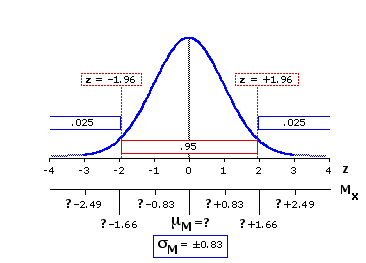 z = -1.96 z = +1.96
.025 .025
.95
-4 -3 -2 -1 0 1 2 3 4 z
Mx
?-2.49 ?-0.83 ?+0.83 ?+2.49
?-1.66 μM=? ?+1.66
σM = ±0.83